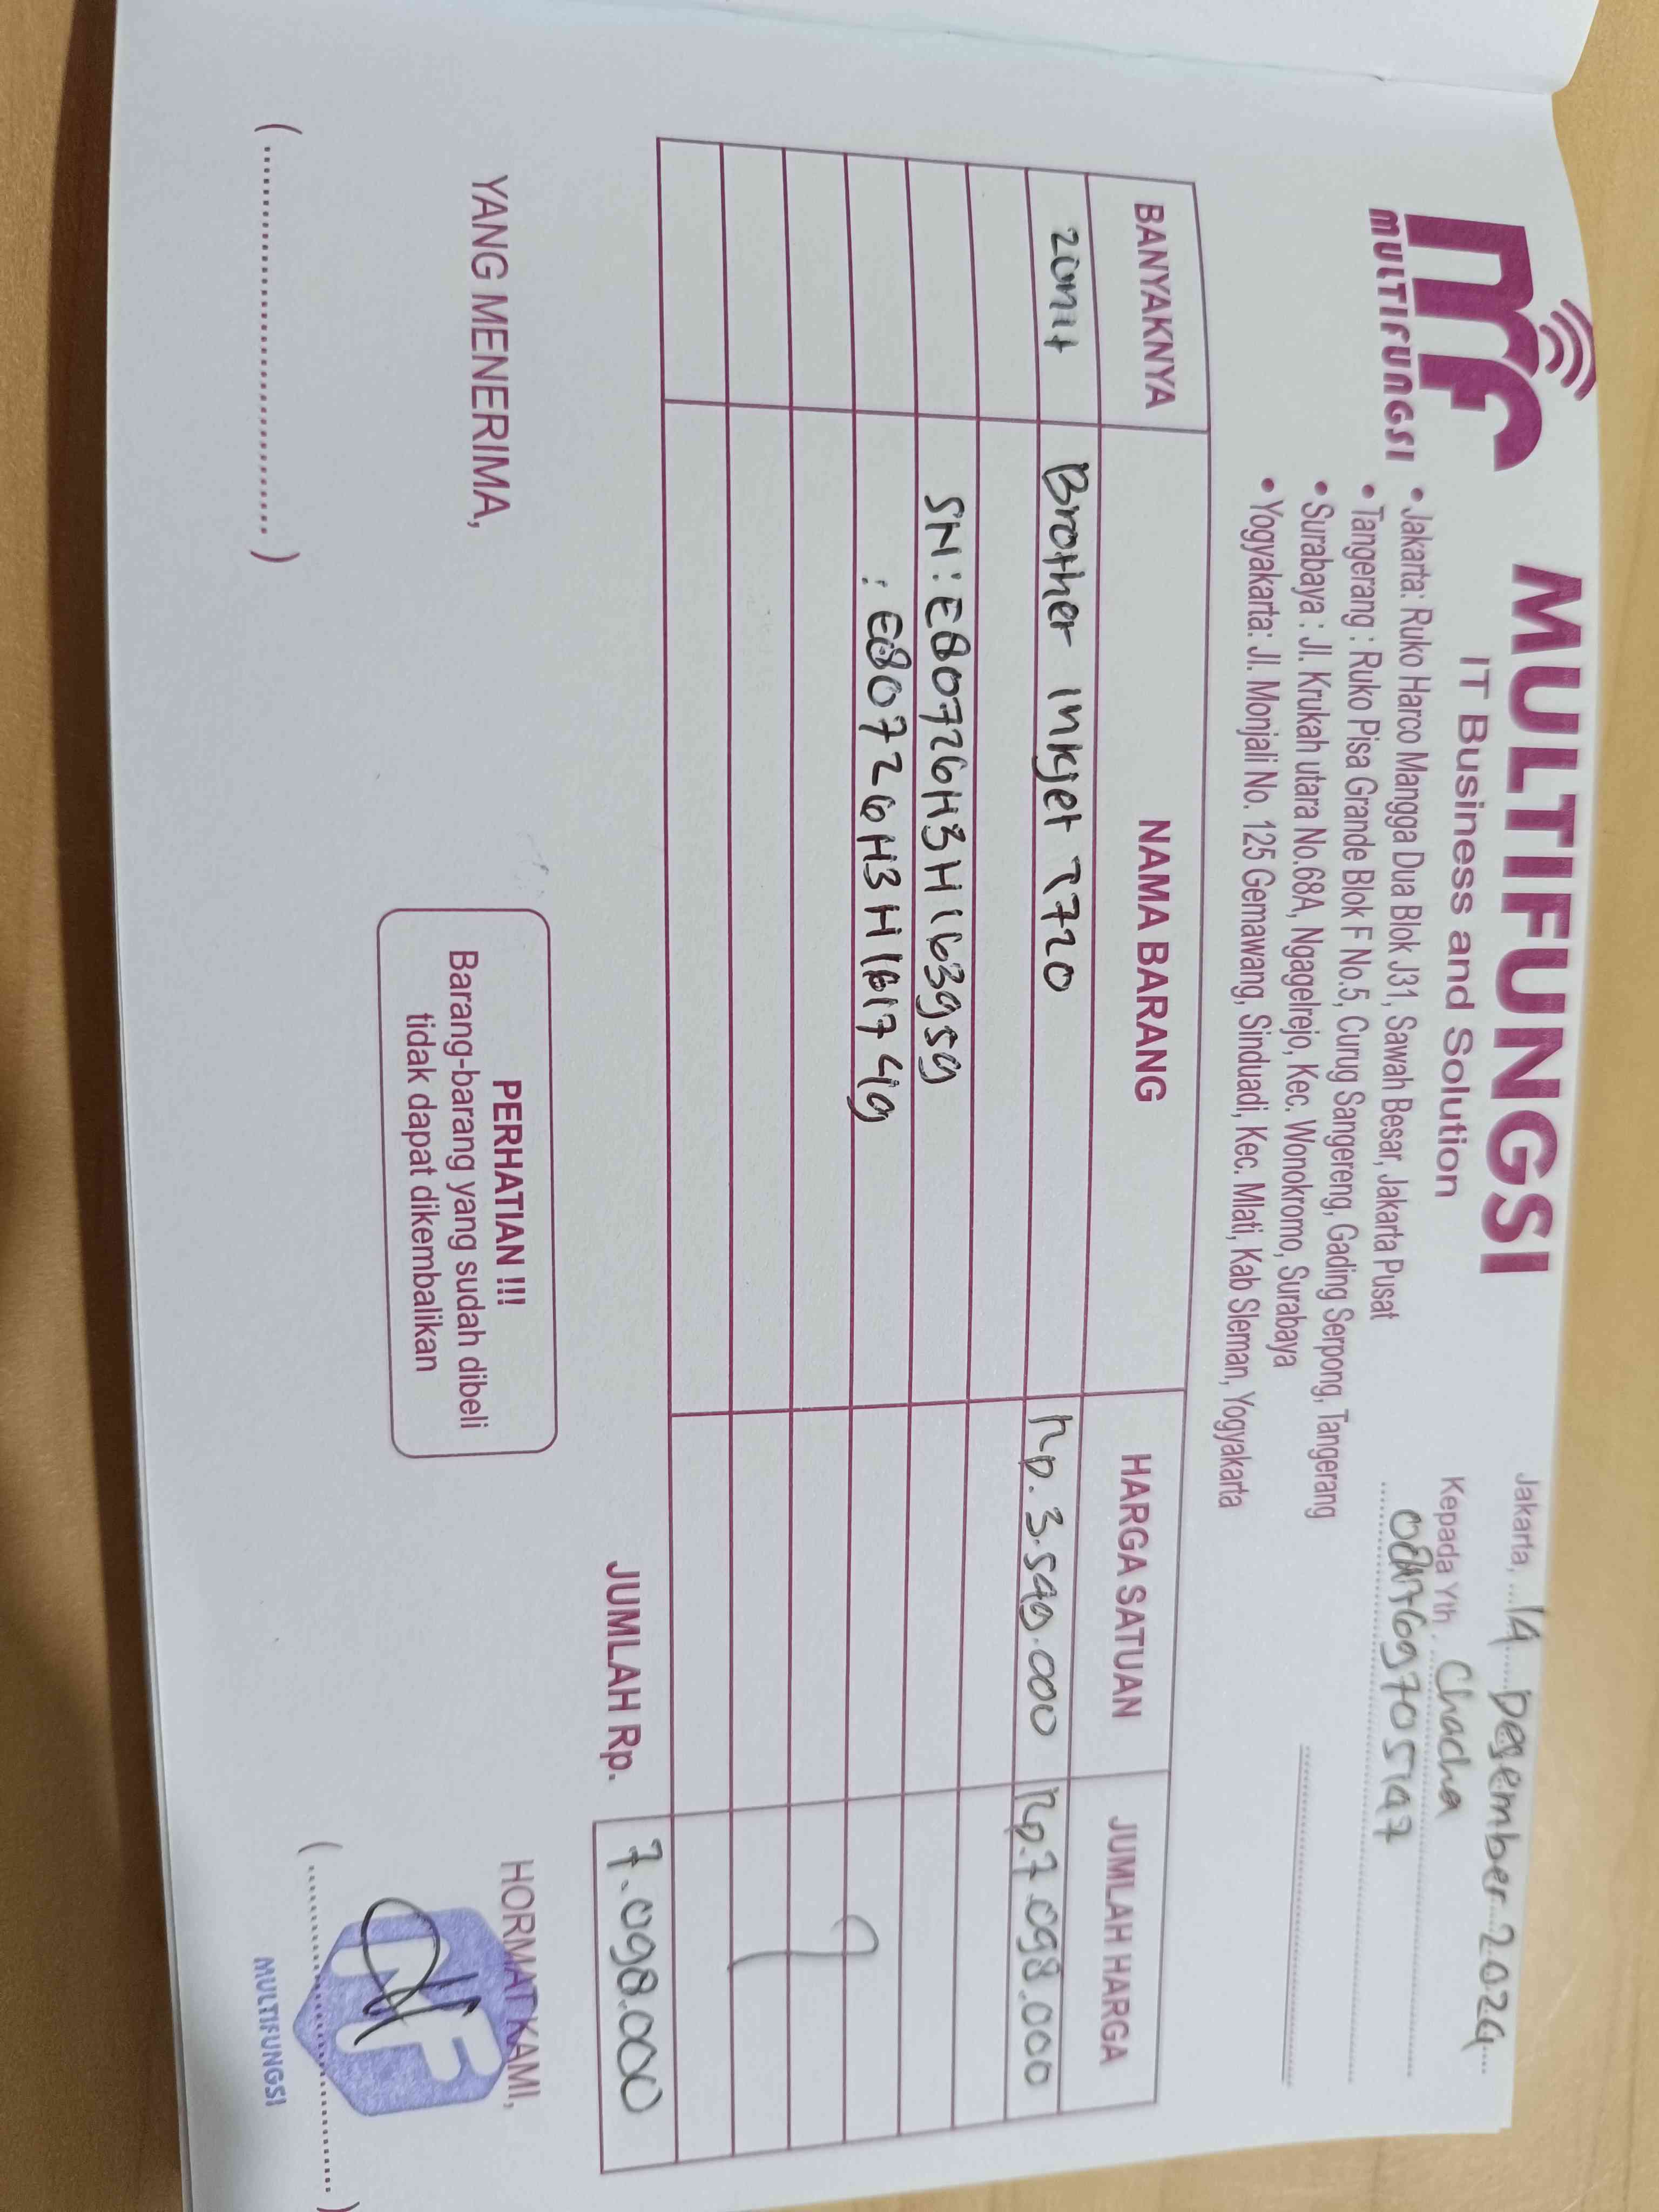 MULTIFUNGSI
MULTIFUNGSI
IT Business and Solution
• Jakarta: Ruko Harco Mangga Dua Blok J31, Sawah Besar, Jakarta Pusat
• Tangerang : Ruko Pisa Grande Blok F No.5, Curug Sangereng, Gading Serpong, Tangerang
• Surabaya : Jl. Krukah utara No.68A, Ngagelrejo, Kec. Wonokromo, Surabaya
• Yogyakarta: Jl. Monjali No. 125 Gemawang, Sinduadi, Kec. Mlati, Kab Sleman, Yogyakarta
Jakarta, 14 Desember 2024
Kepada Yth. Chacha
BANYAKNYA NAMA BARANG HARGA SATUAN JUMLAH HARGA
2 unit Brother Inkjet T720 Rp. 3.549.000 Rp. 7.098.000
SN : E80726H3H163959
: E80726H3H161749
JUMLAH Rp. 7.098.000
YANG MENERIMA,
PERHATIAN !!!
Barang-barang yang sudah dibeli
tidak dapat dikembalikan
HORMAT KAMI,
MF
MULTIFUNGSI